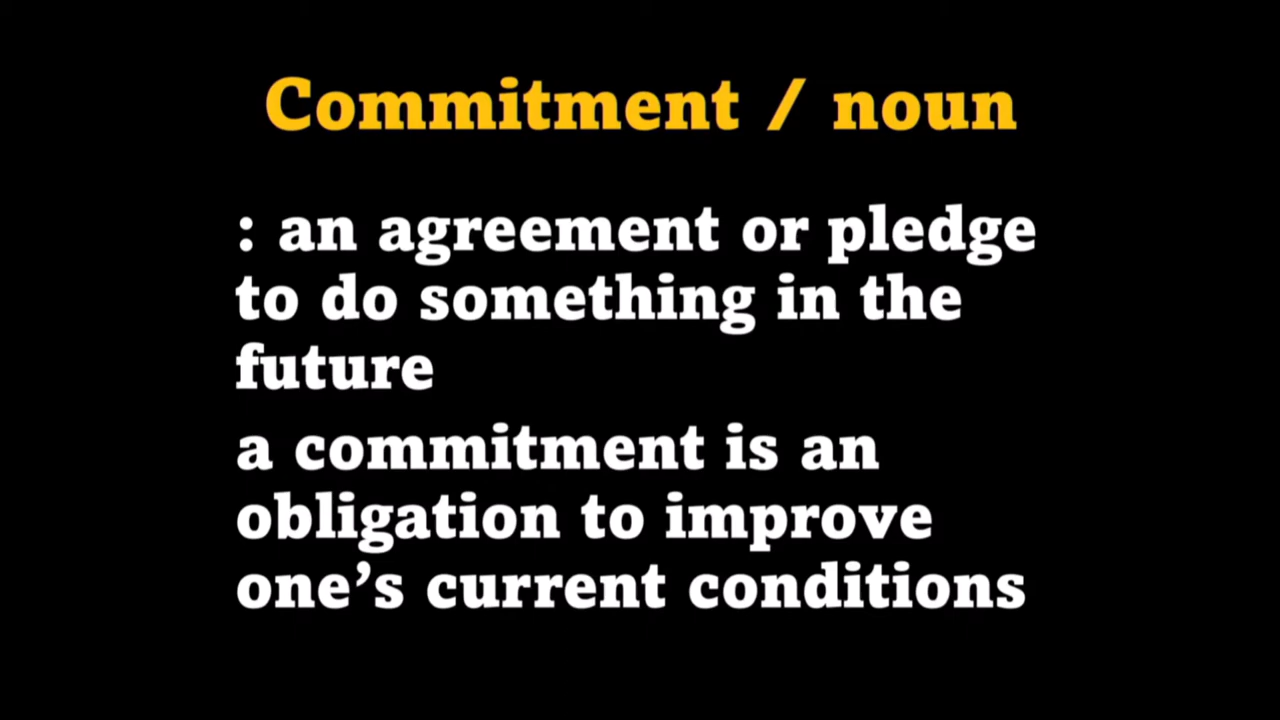 Commitment / noun
: an agreement or pledge
to do something in the
future
a commitment is an
obligation to improve
one’s current conditions